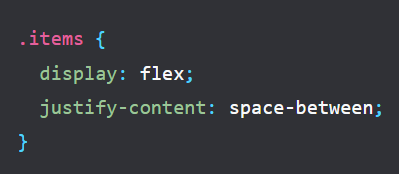 .items {
  display: flex;
  justify-content: space-between;
}